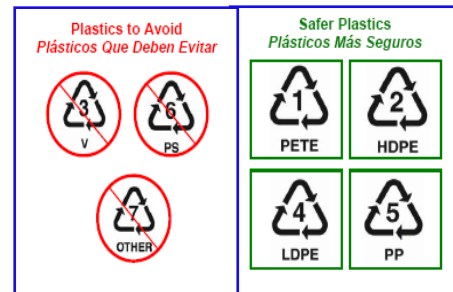 Plastics to Avoid
Plásticos Que Deben Evitar
3
V
6
PS
7
OTHER
Safer Plastics
Plásticos Más Seguros
1
PETE
2
HDPE
4
LDPE
5
PP